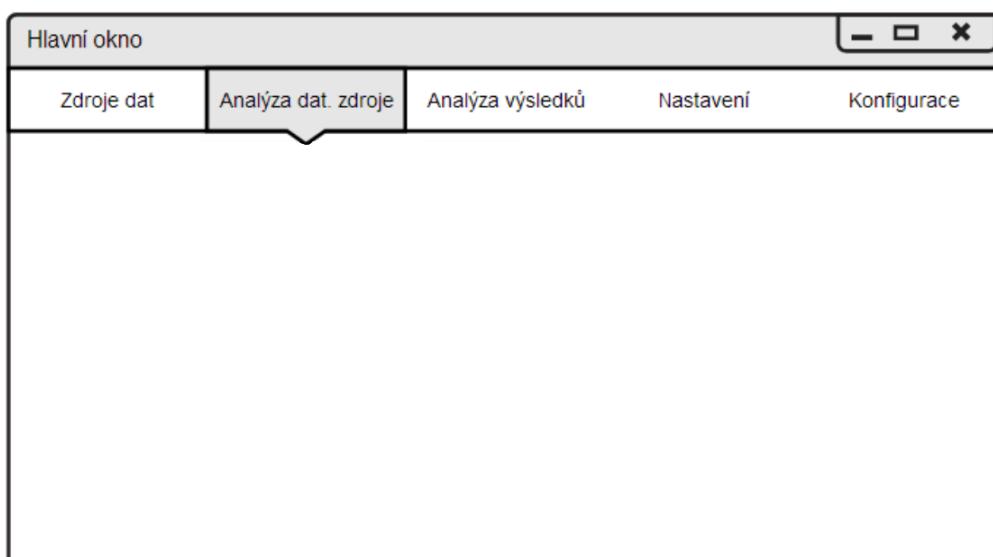 Hlavní okno
Zdroje dat
Analýza dat. zdroje
Analýza výsledků
Nastavení
Konfigurace